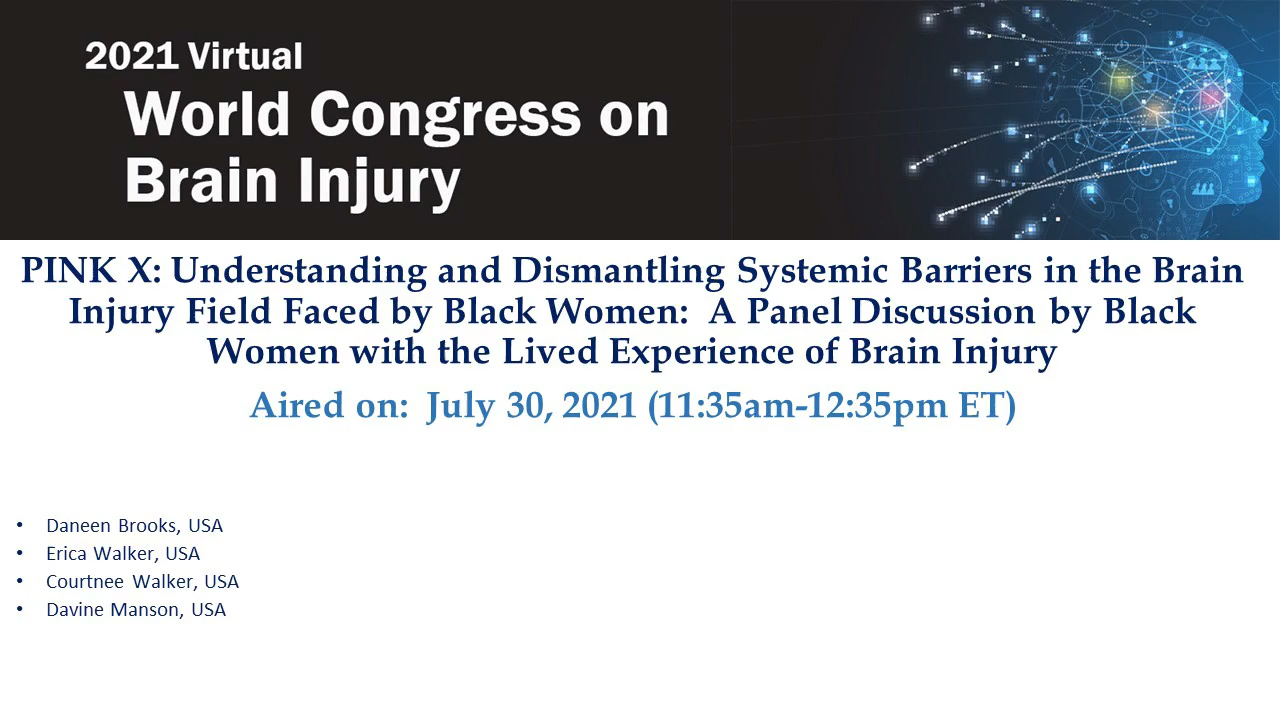 2021 Virtual
World Congress on
Brain Injury
PINK X: Understanding and Dismantling Systemic Barriers in the Brain
Injury Field Faced by Black Women:  A Panel Discussion by Black
Women with the Lived Experience of Brain Injury
Aired on:  July 30, 2021 (11:35am-12:35pm ET)
• Daneen Brooks, USA
• Erica Walker, USA
• Courtnee Walker, USA
• Davine Manson, USA